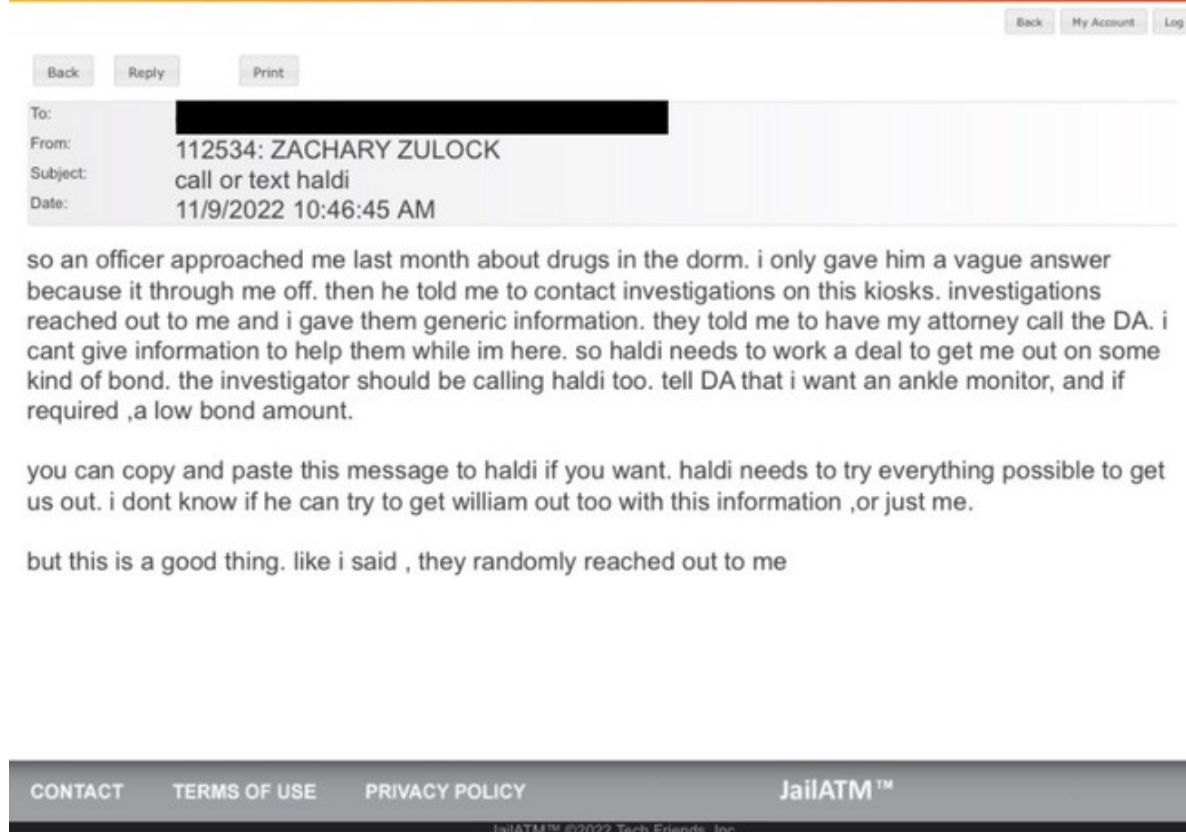 Back My Account Log
Back Reply Print
To:
From: 112534: ZACHARY ZULOCK
Subject: call or text haldi
Date: 11/9/2022 10:46:45 AM
so an officer approached me last month about drugs in the dorm. i only gave him a vague answer
because it through me off. then he told me to contact investigations on this kiosks. investigations
reached out to me and i gave them generic information. they told me to have my attorney call the DA. i
cant give information to help them while im here. so haldi needs to work a deal to get me out on some
kind of bond. the investigator should be calling haldi too. tell DA that i want an ankle monitor, and if
required ,a low bond amount.
you can copy and paste this message to haldi if you want. haldi needs to try everything possible to get
us out. i dont know if he can try to get william out too with this information ,or just me.
but this is a good thing. like i said , they randomly reached out to me
CONTACT TERMS OF USE PRIVACY POLICY JailATM™
JailATM™ ©2022 Tech Friends, Inc.